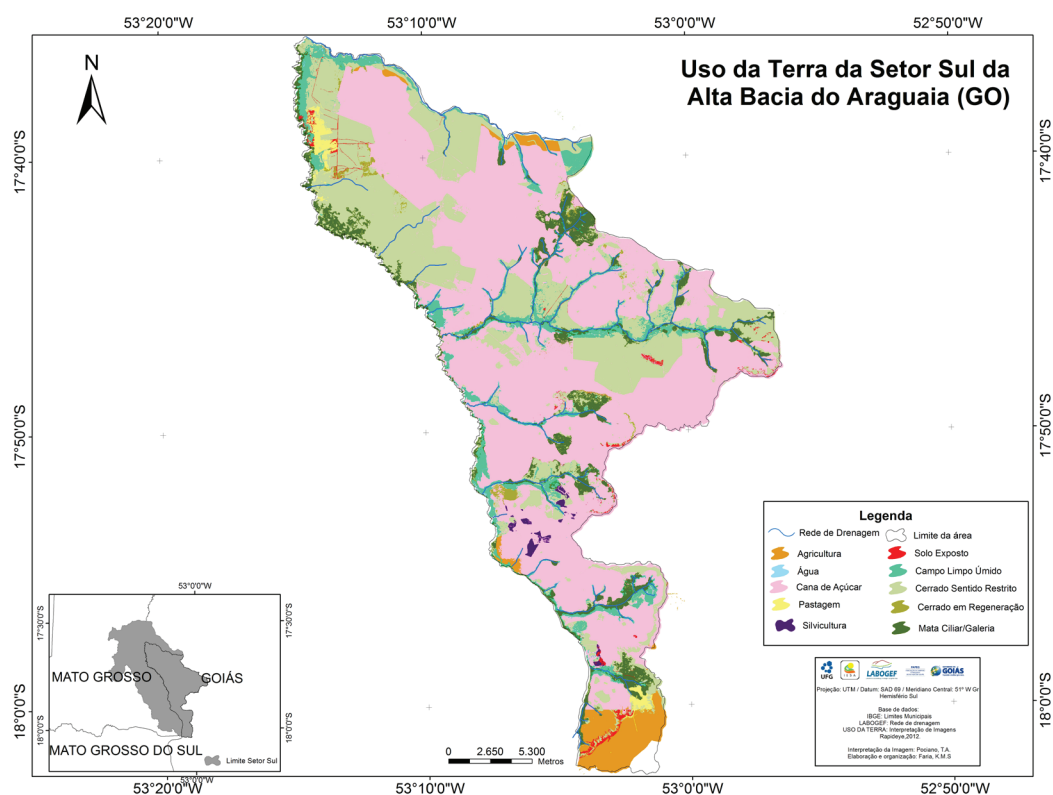 53°20'0"W
53°10'0"W
53°0'0"W
52°50'0"W
N
Uso da Terra da Setor Sul da
Alta Bacia do Araguaia (GO)
17°40'0"S
17°40'0"S
17°50'0"S
17°50'0"S
18°0'0"S
18°0'0"S
Legenda
Rede de Drenagem
Limite da área
Agricultura
Solo Exposto
Água
Campo Limpo Úmido
Cana de Açúcar
Cerrado Sentido Restrito
Pastagem
Cerrado em Regeneração
Silvicultura
Mata Ciliar/Galeria
53°0'0"W
17°30'0"S
17°30'0"S
MATO GROSSO
GOIÁS
18°0'0"S
18°0'0"S
MATO GROSSO DO SUL
Limite Setor Sul
53°0'0"W
0 2.650 5.300
Metros
UFG
LABOGEF
GOIÁS
Projeção: UTM / Datum: SAD 69 / Meridiano Central: 51º W Gr
Hemisfério Sul
Base de dados:
IBGE: Limites Municipais
LABOGEF: Rede de drenagem
USO DA TERRA: Interpretação de Imagens
Rapideye,2012.
Interpretação da Imagem: Pociano, T.A.
Elaboração e organização: Faria, K.M.S
53°20'0"W
53°10'0"W
53°0'0"W
52°50'0"W